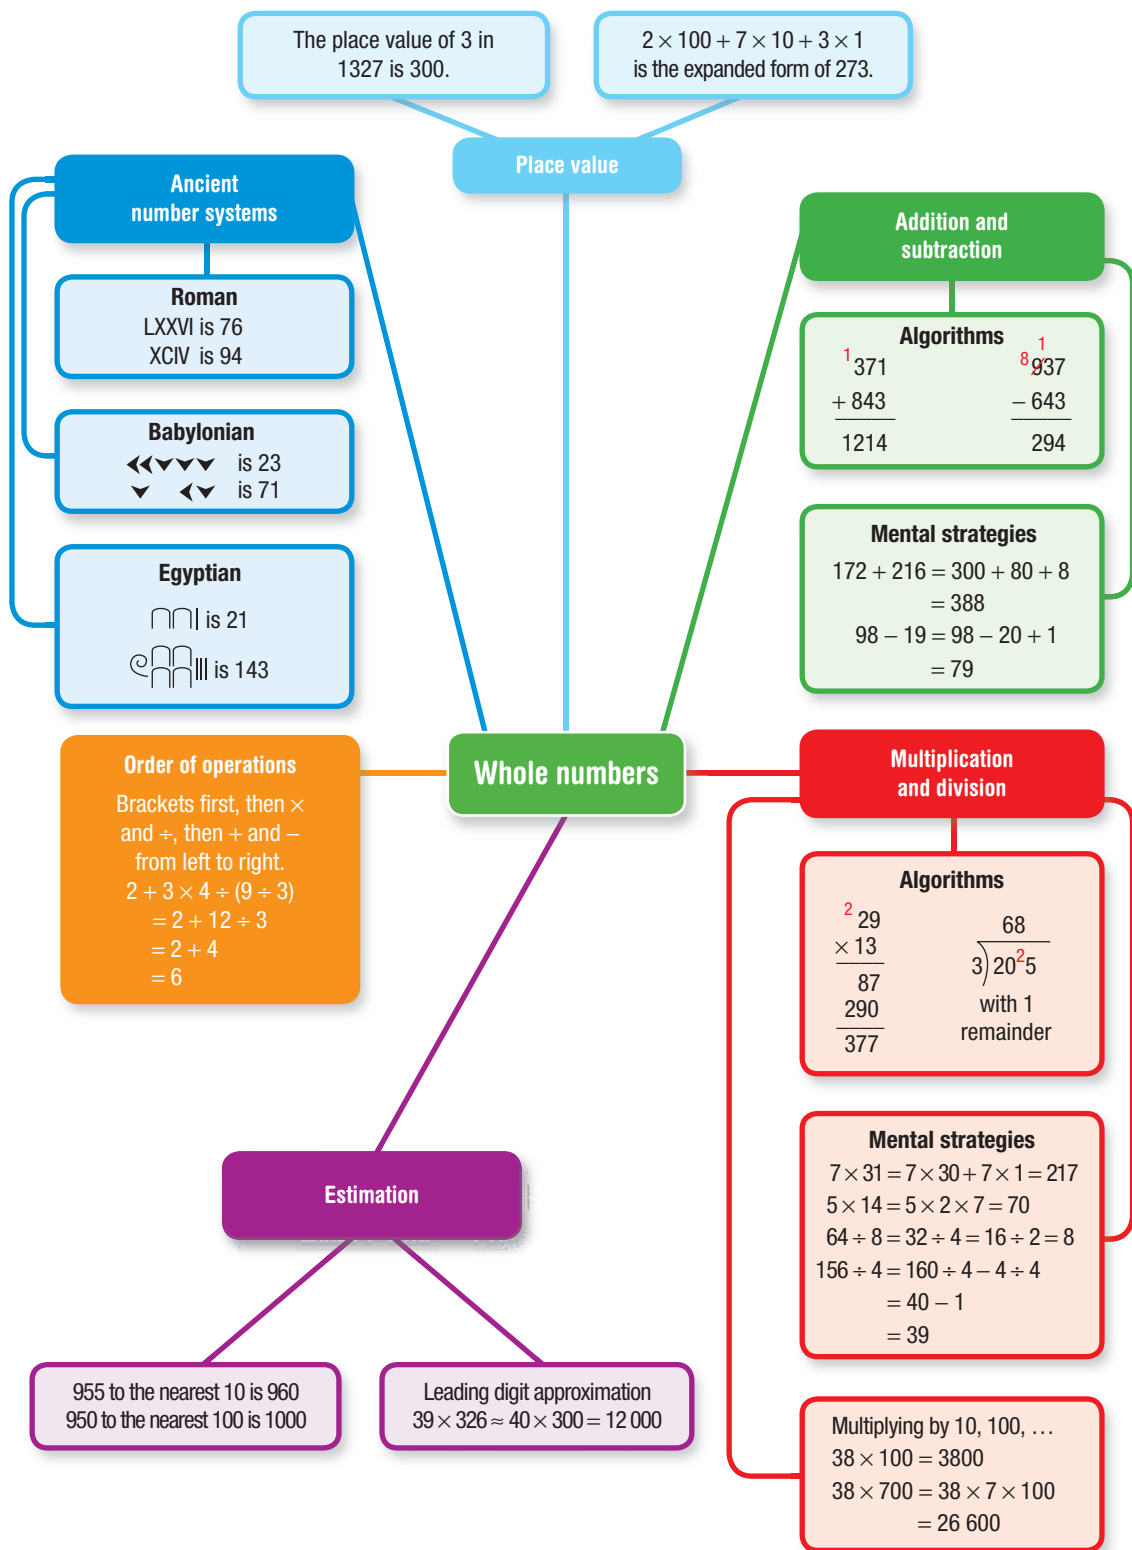 The place value of 3 in
1327 is 300.
2 × 100 + 7 × 10 + 3 × 1
is the expanded form of 273.
Place value
Ancient
number systems
Roman
LXXVI is 76
XCIV is 94
Babylonian
is 23
is 71
Egyptian
is 21
is 143
Addition and
subtraction
Algorithms
1
371
+ 843
1214
1
8 937
− 643
294
Mental strategies
172 + 216 = 300 + 80 + 8
= 388
98 − 19 = 98 − 20 + 1
= 79
Order of operations
Brackets first, then ×
and ÷, then + and −
from left to right.
2 + 3 × 4 ÷ (9 ÷ 3)
= 2 + 12 ÷ 3
= 2 + 4
= 6
Whole numbers
Multiplication
and division
Algorithms
2
29
× 13
87
290
377
68
3)20²5
with 1
remainder
Mental strategies
7 × 31 = 7 × 30 + 7 × 1 = 217
5 × 14 = 5 × 2 × 7 = 70
64 ÷ 8 = 32 ÷ 4 = 16 ÷ 2 = 8
156 ÷ 4 = 160 ÷ 4 − 4 ÷ 4
= 40 − 1
= 39
Estimation
955 to the nearest 10 is 960
950 to the nearest 100 is 1000
Leading digit approximation
39 × 326 ≈ 40 × 300 = 12 000
Multiplying by 10, 100, …
38 × 100 = 3800
38 × 700 = 38 × 7 × 100
= 26 600